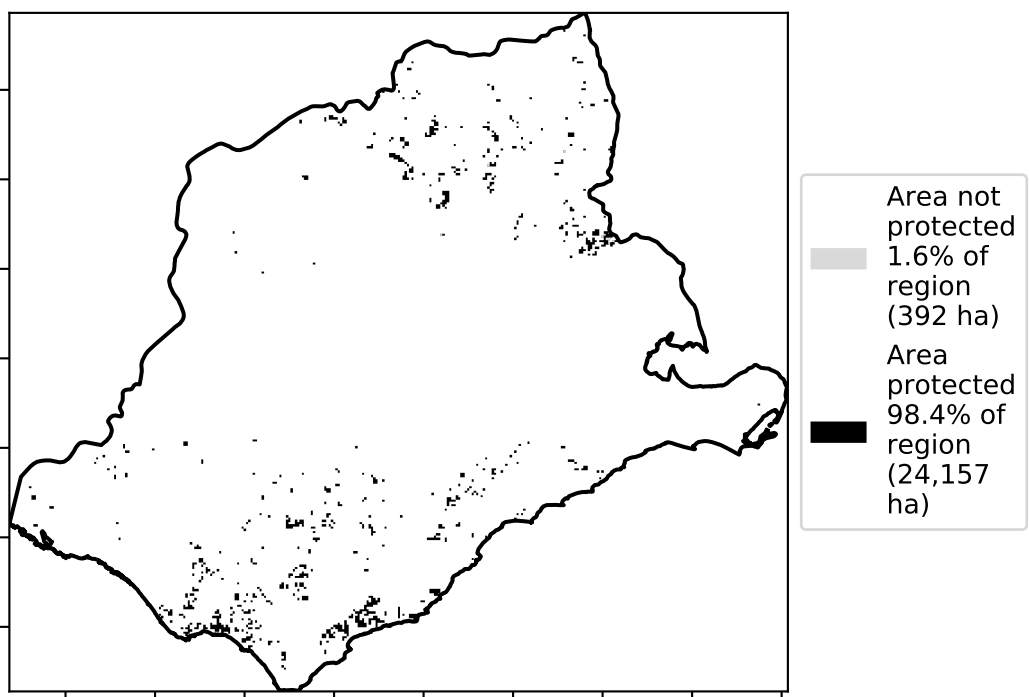 Area not
protected
1.6% of
region
(392 ha)
Area
protected
98.4% of
region
(24,157
ha)